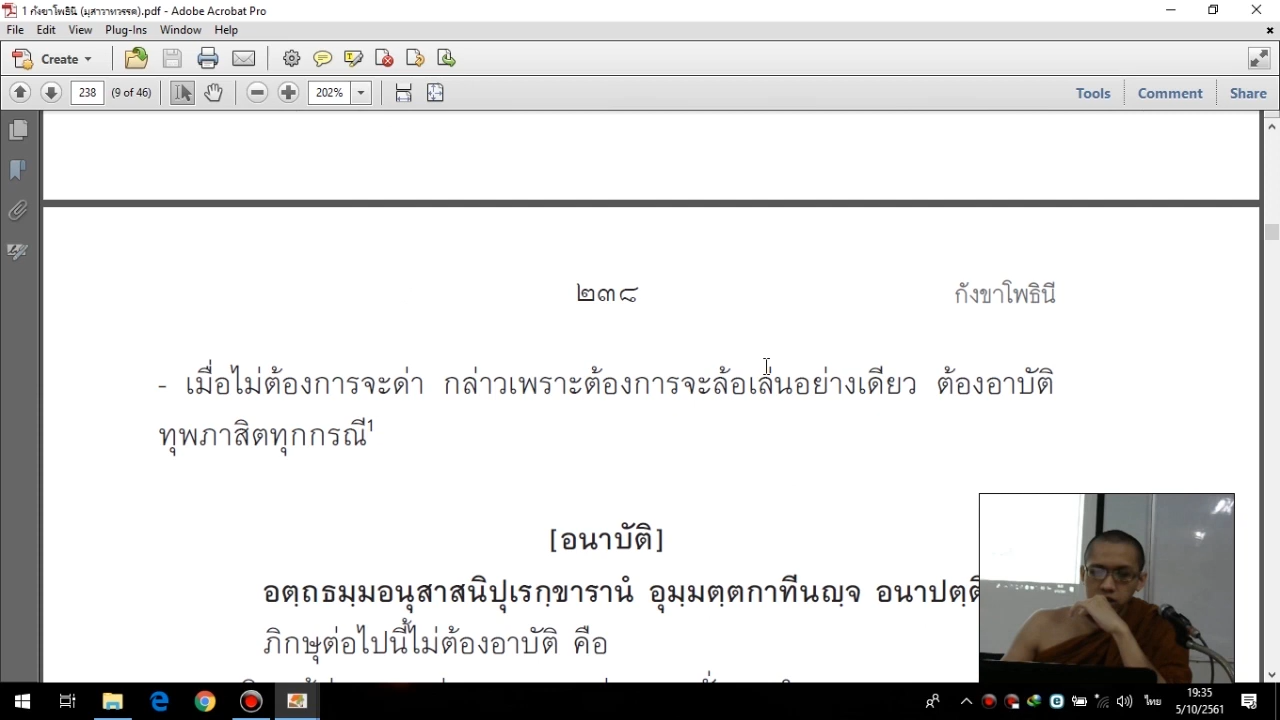 1 กังขาโพธินี (มุสาวาทวรรค).pdf - Adobe Acrobat Pro
File Edit View Plug-Ins Window Help
Create
238 (9 of 46) 202% Tools Comment Share
๒๓๘ กังขาโพธินี
- เมื่อไม่ต้องการจะด่า กล่าวเพราะต้องการจะล้อเล่นอย่างเดียว ต้องอาบัติ
ทุพภาสิตทุกกรณี1
[อนาบัติ]
อตฺถธมฺมอนุสาสนิปุเรกฺขารานํ อุมฺมตฺตกาทีนญฺจ อนาปตฺติ
ภิกษุต่อไปนี้ไม่ต้องอาบัติ คือ
ไทย
19:35
5/10/2561